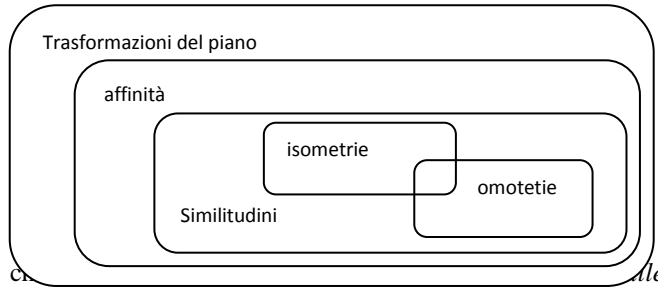 Trasformazioni del piano
affinità
isometrie
omotetie
Similitudini